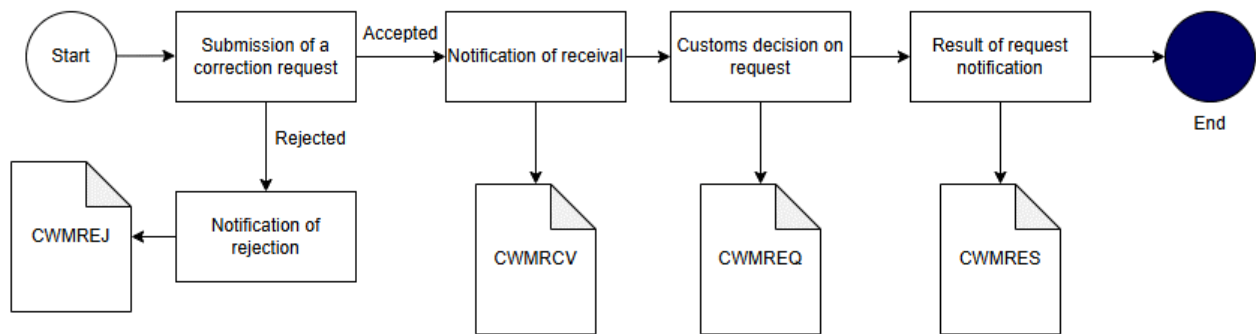 Start
Submission of a
correction request
Accepted
Notification of receival
Customs decision on
request
Result of request
notification
End
Rejected
CWMREJ
Notification of
rejection
CWMRCV
CWMREQ
CWMRES